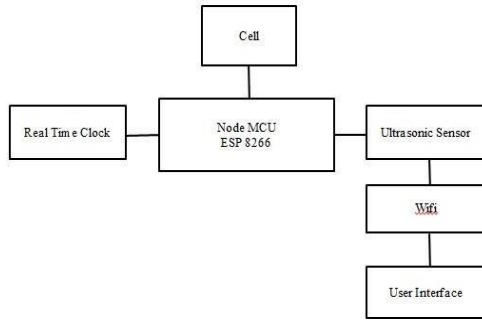 Cell
Real Time Clock
Node MCU
ESP 8266
Ultrasonic Sensor
Wifi
User Interface